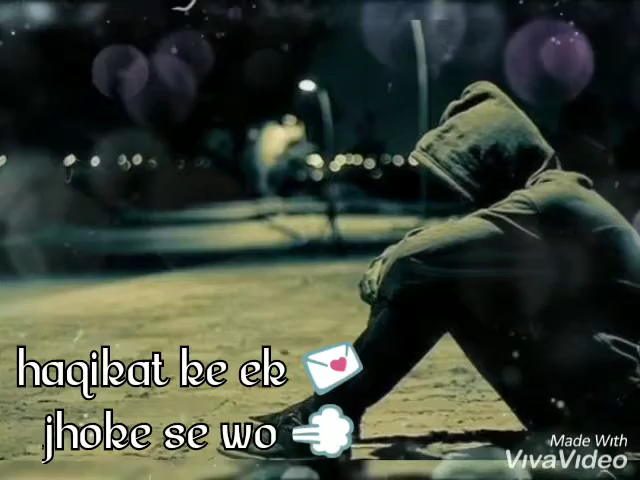 haqikat ke ek 💌
jhoke se wo 💨
Made With
VivaVideo